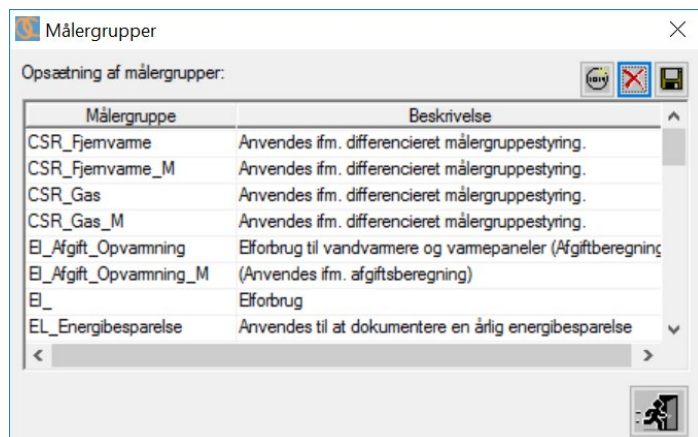 Målergrupper
Opsætning af målergrupper:
Målergruppe Beskrivelse
CSR_Fjernvarme Anvendes ifm. differencieret målergruppestyring.
CSR_Fjernvarme_M Anvendes ifm. differencieret målergruppestyring.
CSR_Gas Anvendes ifm. differencieret målergruppestyring.
CSR_Gas_M Anvendes ifm. differencieret målergruppestyring.
El_Afgift_Opvarmning Elforbrug til vandvarmere og varmepaneler (Afgiftberegning
El_Afgift_Opvarmning_M (Anvendes ifm. afgiftsberegning)
El_ Elforbrug
EL_Energibesparelse Anvendes til at dokumentere en årlig energibesparelse